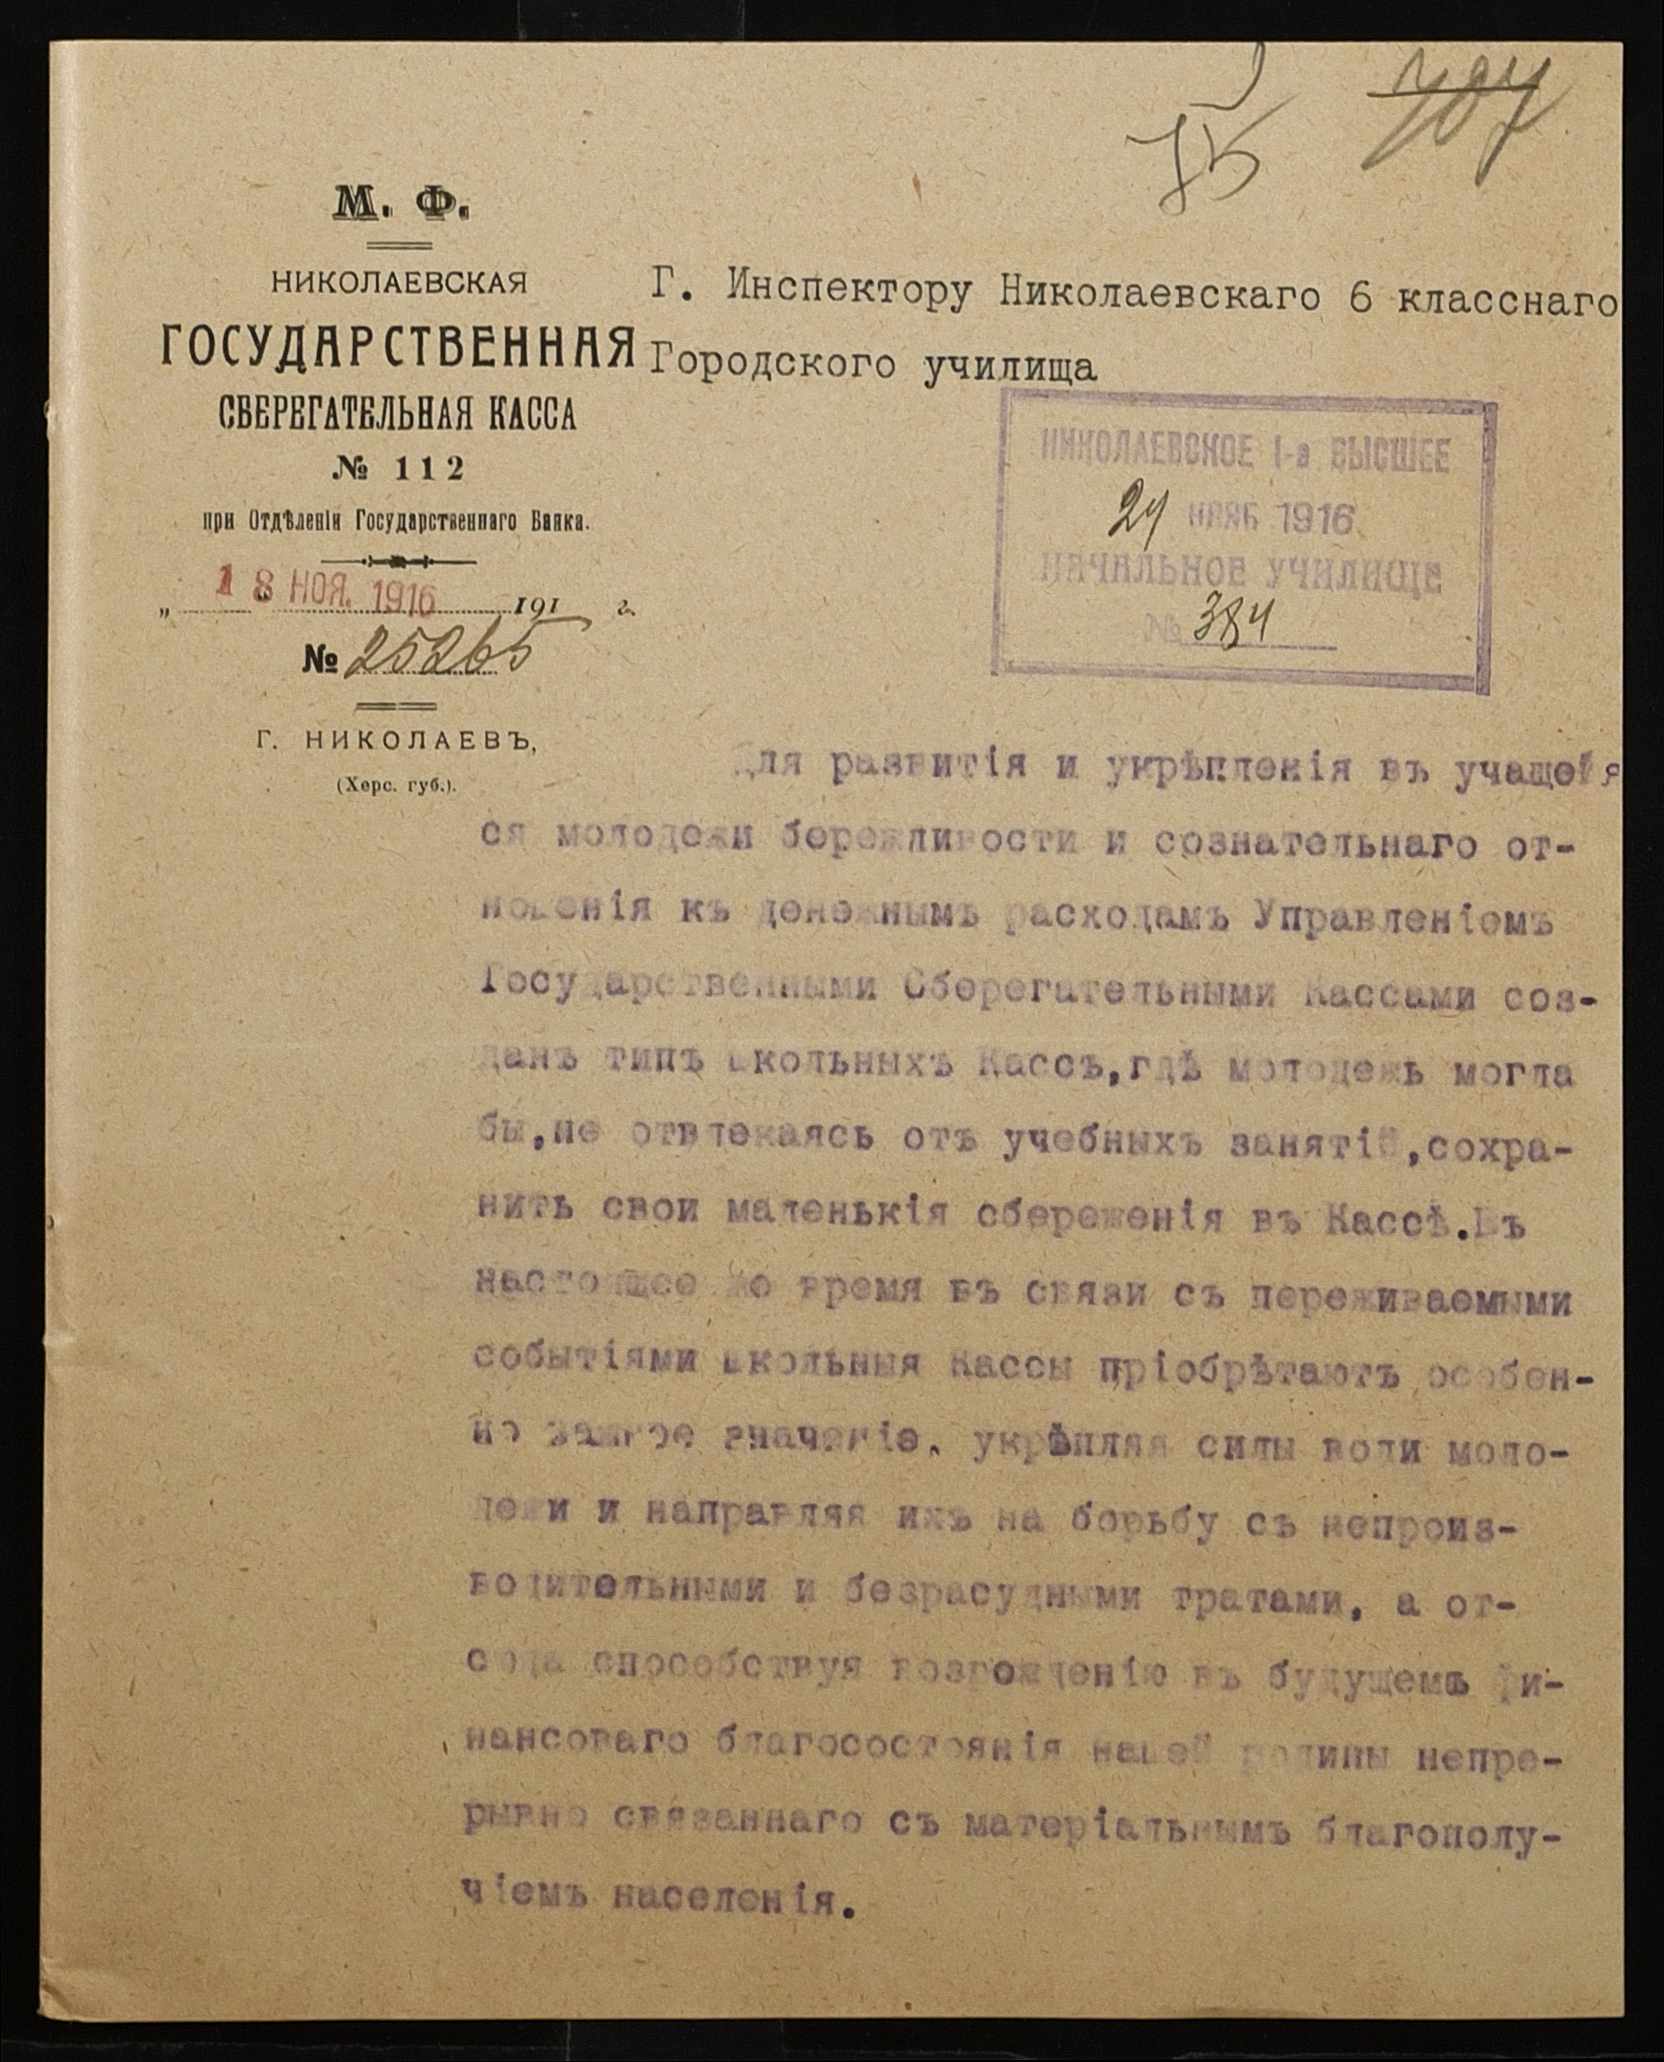 75
М. Ф.
НИКОЛАЕВСКАЯ
ГОСУДАРСТВЕННАЯ
СБЕРЕГАТЕЛЬНАЯ КАССА
№ 112
при Отдѣленіи Государственнаго Банка.
„ 18 НОЯ. 1916 191 г.
№ 25265
Г. НИКОЛАЕВЪ,
(Херс. губ.).
Г. Инспектору Николаевскаго 6 класснаго
Городского училища
НИКОЛАЕВСКОЕ 1-е ВЫСШЕЕ
24 НОЯБ 1916
НАЧАЛЬНОЕ УЧИЛИЩЕ
№ 384
Для развитія и укрѣпленія въ учащей
ся молодежи бережливости и сознательнаго от-
ношенія къ денежнымъ расходамъ Управленіемъ
Государственными Сберегательными Кассами соз-
данъ типъ школьныхъ Кассъ,гдѣ молодежь могла
бы,не отвлекаясь отъ учебныхъ занятій,сохра-
нить свои маленькія сбереженія въ Кассѣ.Въ
настоящее же время въ связи съ переживаемыми
событіями школьныя Кассы пріобрѣтаютъ особен-
но важное значеніе, укрѣпляя силы воли моло-
дежи и направляя ихъ на борьбу съ непроиз-
водительными и безрасудными тратами, а от-
сюда способствуя возрожденію въ будущемъ фи-
нансоваго благосостоянія нашей родины непре-
рывно связаннаго съ матеріальнымъ благополу-
чіемъ населенія.